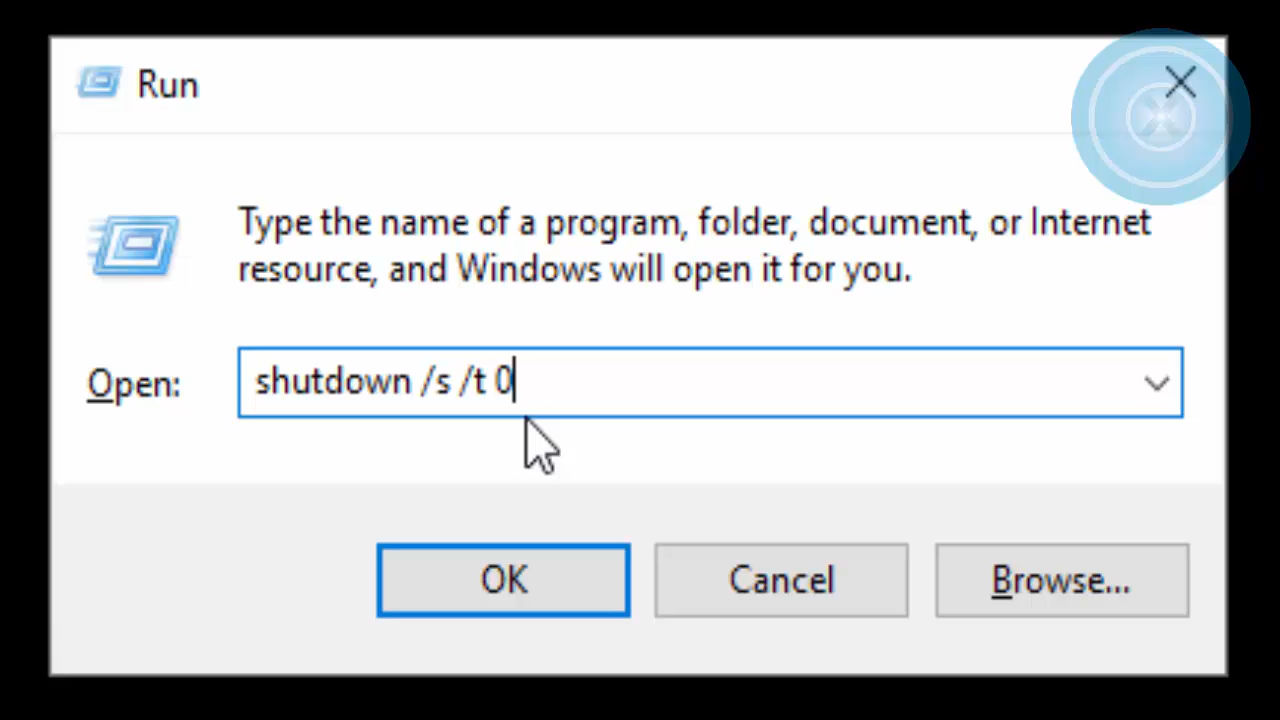 Run
Type the name of a program, folder, document, or Internet
resource, and Windows will open it for you.
Open: shutdown /s /t 0
OK Cancel Browse...